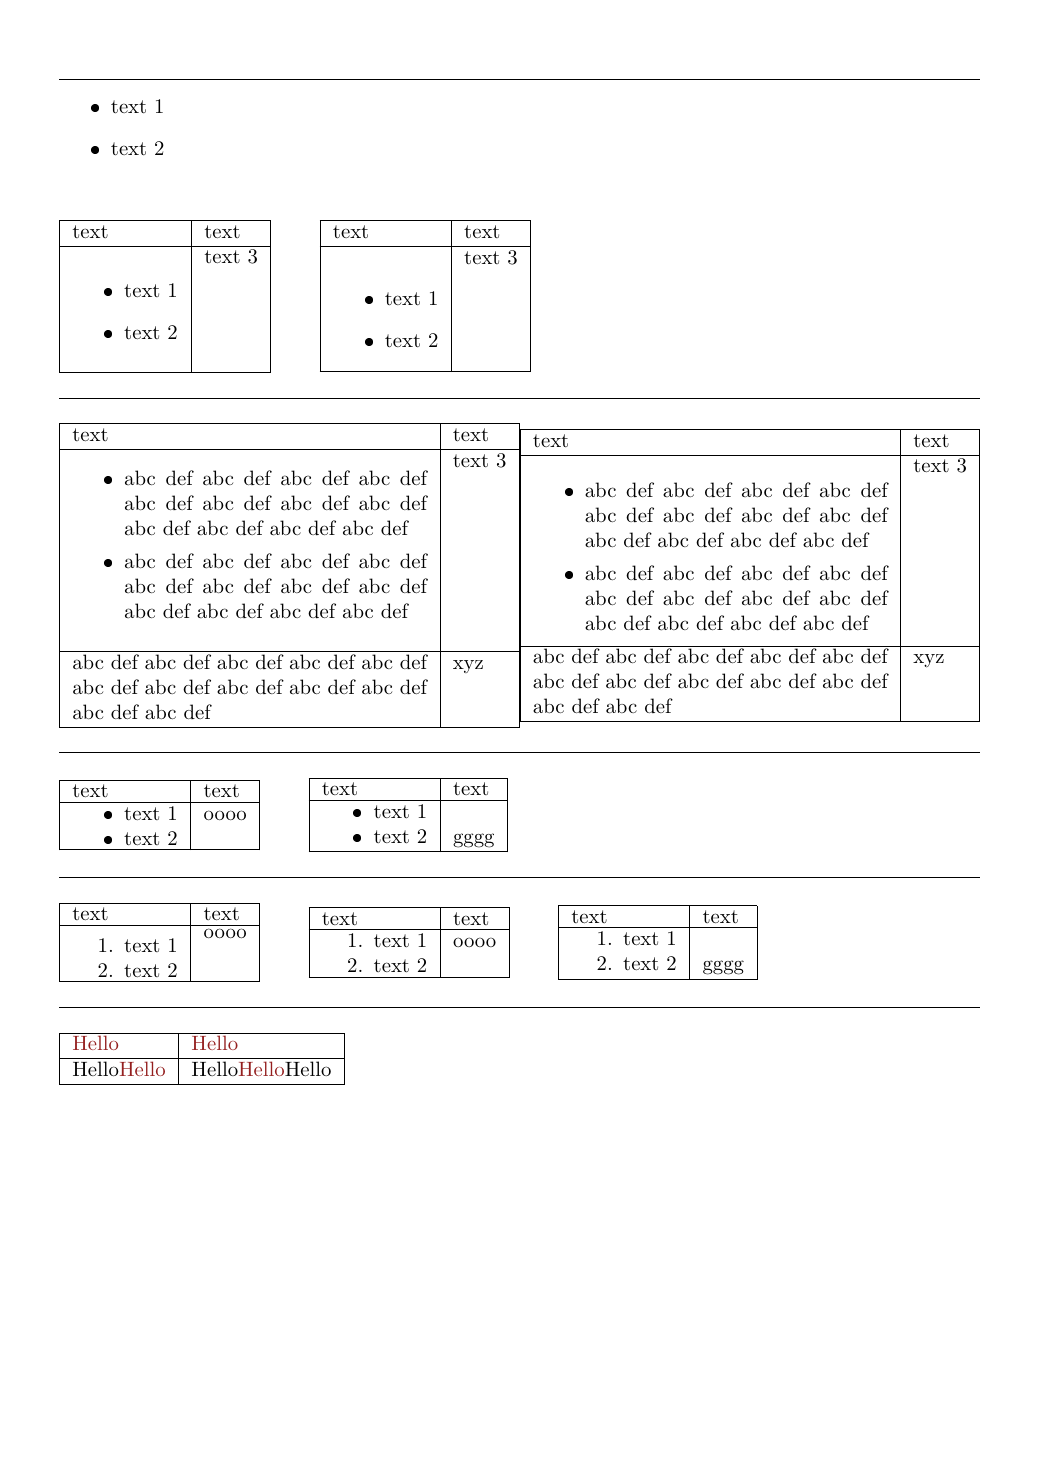 • text 1
• text 2
text text
text 3
• text 1
• text 2
text text
text 3
• text 1
• text 2
text text
text 3
• abc def abc def abc def abc def
abc def abc def abc def abc def
abc def abc def abc def abc def
• abc def abc def abc def abc def
abc def abc def abc def abc def
abc def abc def abc def abc def
abc def abc def abc def abc def abc def xyz
abc def abc def abc def abc def abc def
abc def abc def
text text
text 3
• abc def abc def abc def abc def
abc def abc def abc def abc def
abc def abc def abc def abc def
• abc def abc def abc def abc def
abc def abc def abc def abc def
abc def abc def abc def abc def
abc def abc def abc def abc def abc def xyz
abc def abc def abc def abc def abc def
abc def abc def
text text
• text 1 oooo
• text 2
text text
• text 1
• text 2 gggg
text text
oooo
1. text 1
2. text 2
text text
1. text 1 oooo
2. text 2
text text
1. text 1
2. text 2 gggg
Hello Hello
HelloHello HelloHelloHello